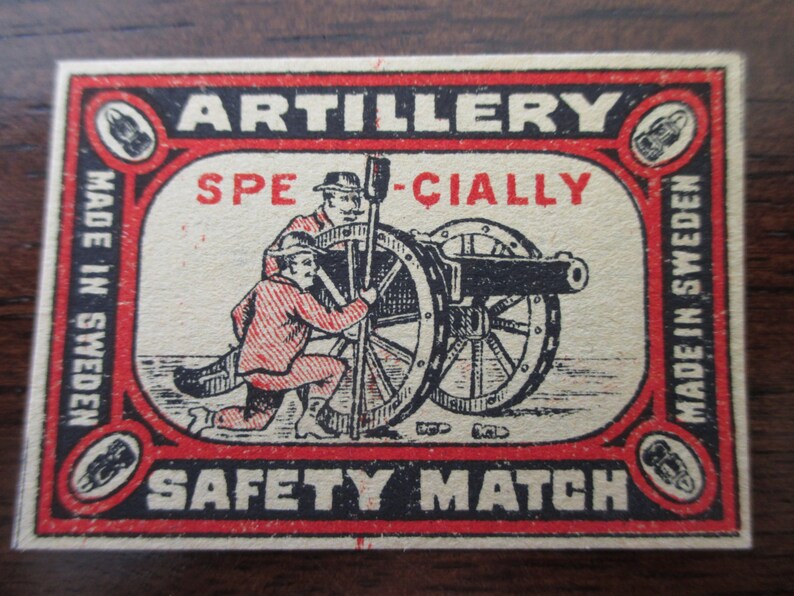 ARTILLERY
SPE-ÇIALLY
MADE IN SWEDEN
MADE IN SWEDEN
SAFETY MATCH